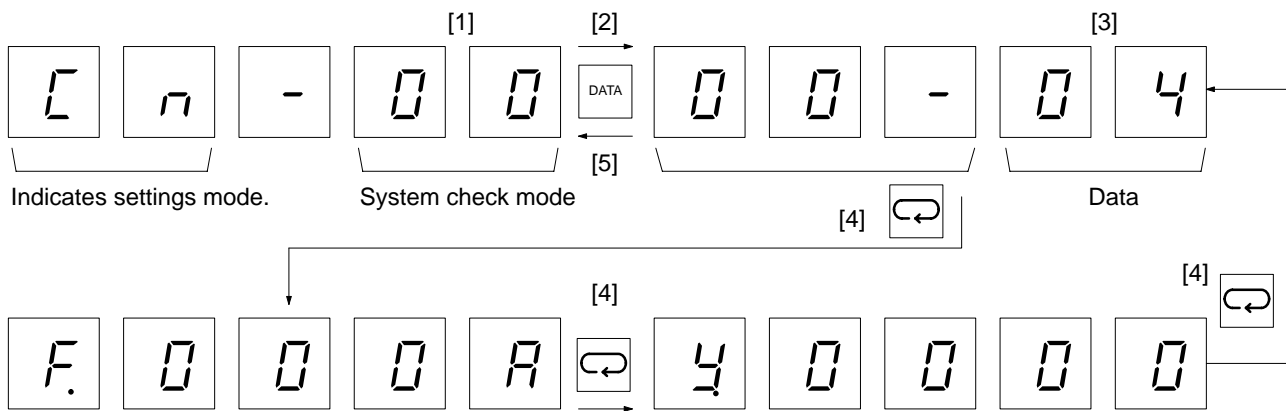 [1] [2] [3]
C n - 0 0 DATA 0 0 - 0 4
[5]
Indicates settings mode. System check mode Data
[4]
[4] [4]
F. 0 0 0 A y. 0 0 0 0